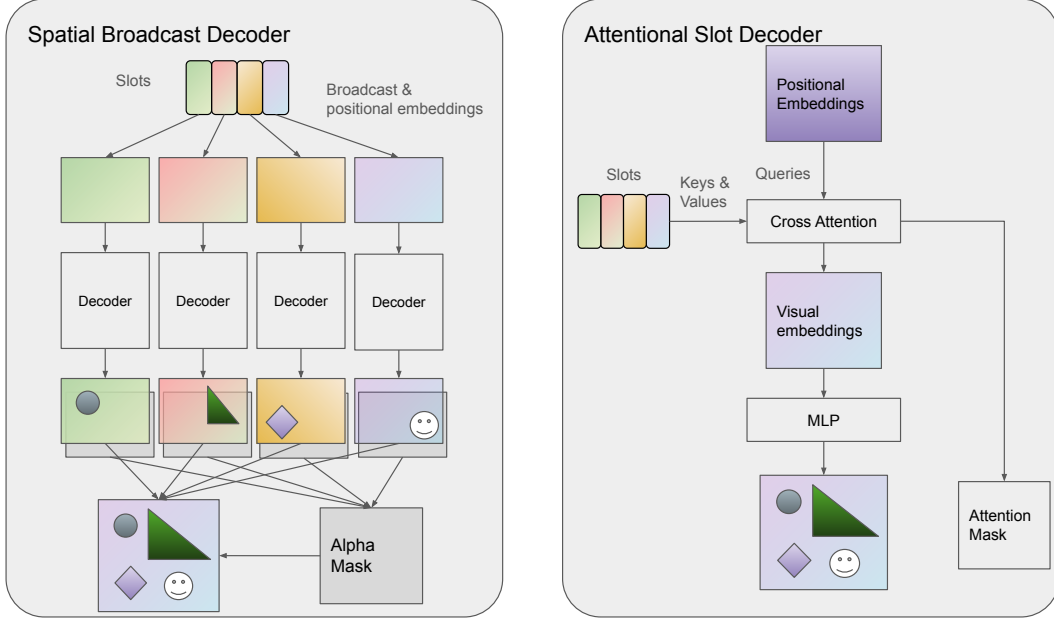 Spatial Broadcast Decoder
Slots
Broadcast &
positional embeddings
Decoder
Decoder
Decoder
Decoder
Alpha
Mask
Attentional Slot Decoder
Positional
Embeddings
Slots
Keys &
Values
Queries
Cross Attention
Visual
embeddings
MLP
Attention
Mask